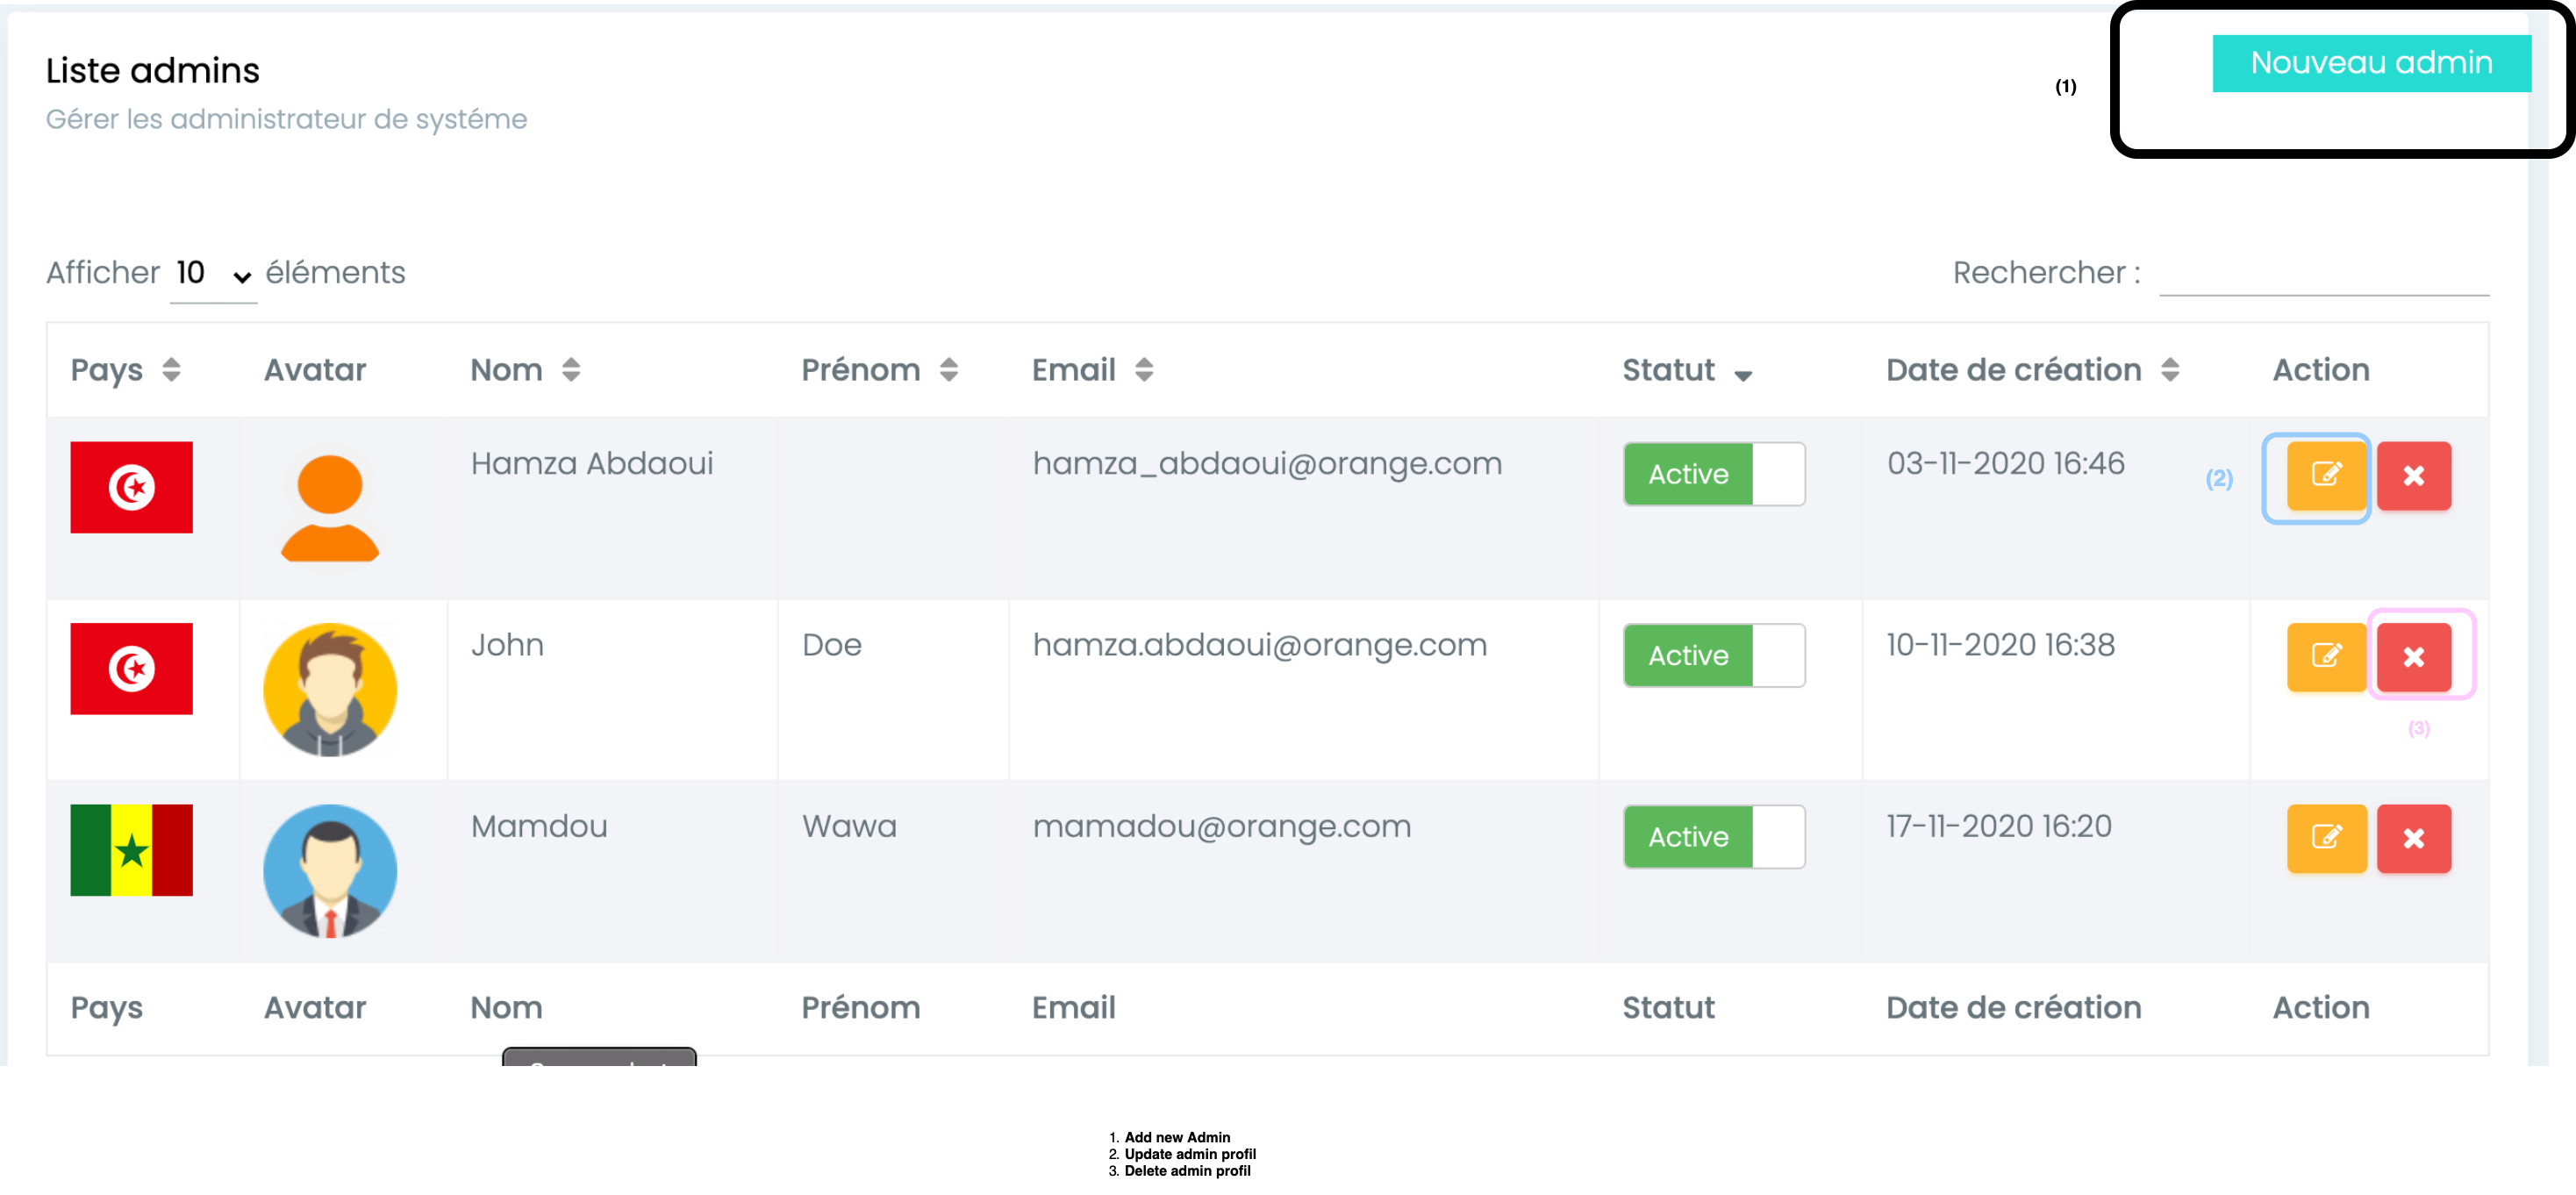 Liste admins
Nouveau admin
(1)
Gérer les administrateur de systéme
Afficher 10 éléments
Rechercher :
Pays Avatar Nom Prénom Email Statut Date de création Action
Hamza Abdaoui hamza_abdaoui@orange.com Active 03-11-2020 16:46 (2)
John Doe hamza.abdaoui@orange.com Active 10-11-2020 16:38
(3)
Mamdou Wawa mamadou@orange.com Active 17-11-2020 16:20
Pays Avatar Nom Prénom Email Statut Date de création Action
1. Add new Admin
2. Update admin profil
3. Delete admin profil